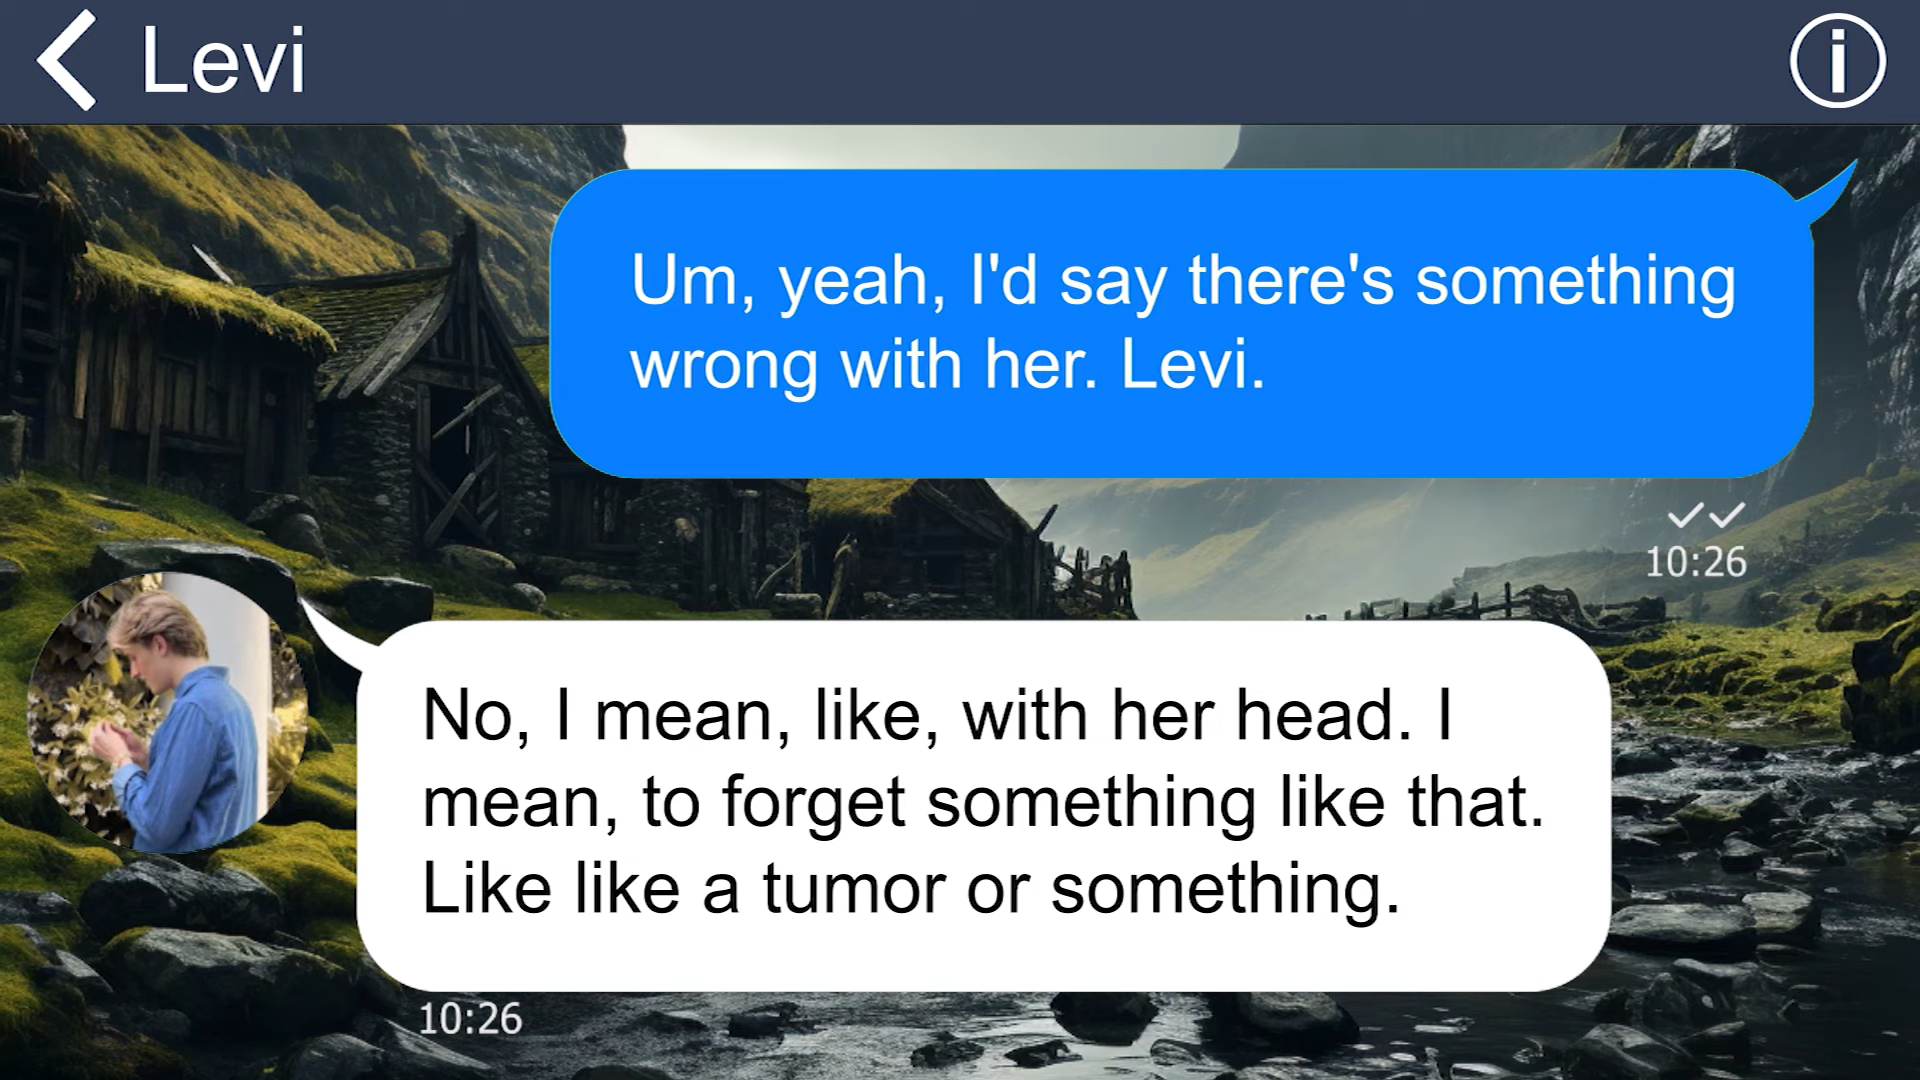 Levi
Um, yeah, I'd say there's something
wrong with her. Levi.
10:26
No, I mean, like, with her head. I
mean, to forget something like that.
Like like a tumor or something.
10:26